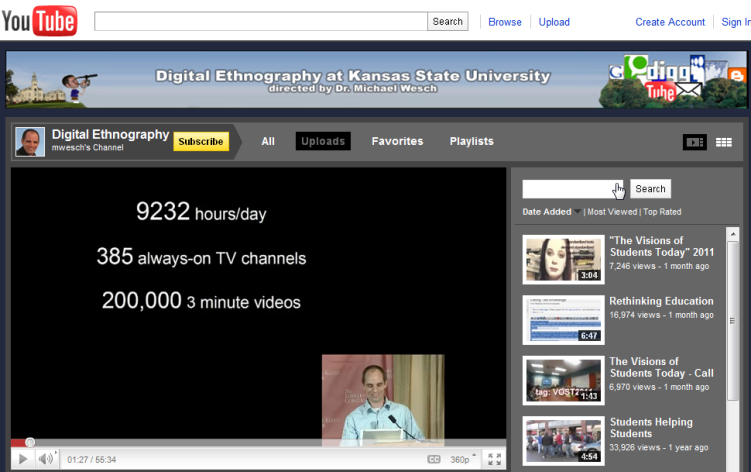 YouTube
Search
Browse
Upload
Create Account
Sign In
Digital Ethnography at Kansas State University
directed by Dr. Michael Wesch
digg
Tube
Digital Ethnography
mwesch's Channel
Subscribe
All
Uploads
Favorites
Playlists
9232 hours/day
385 always-on TV channels
200,000 3 minute videos
01:27 / 55:34
CC
360p
Search
Date Added | Most Viewed | Top Rated
"The Visions of
Students Today" 2011
7,246 views - 1 month ago
3:04
Rethinking Education
16,974 views - 1 month ago
6:47
The Visions of
Students Today - Call
6,970 views - 1 month ago
1:43
Students Helping
Students
33,926 views - 1 year ago
4:54